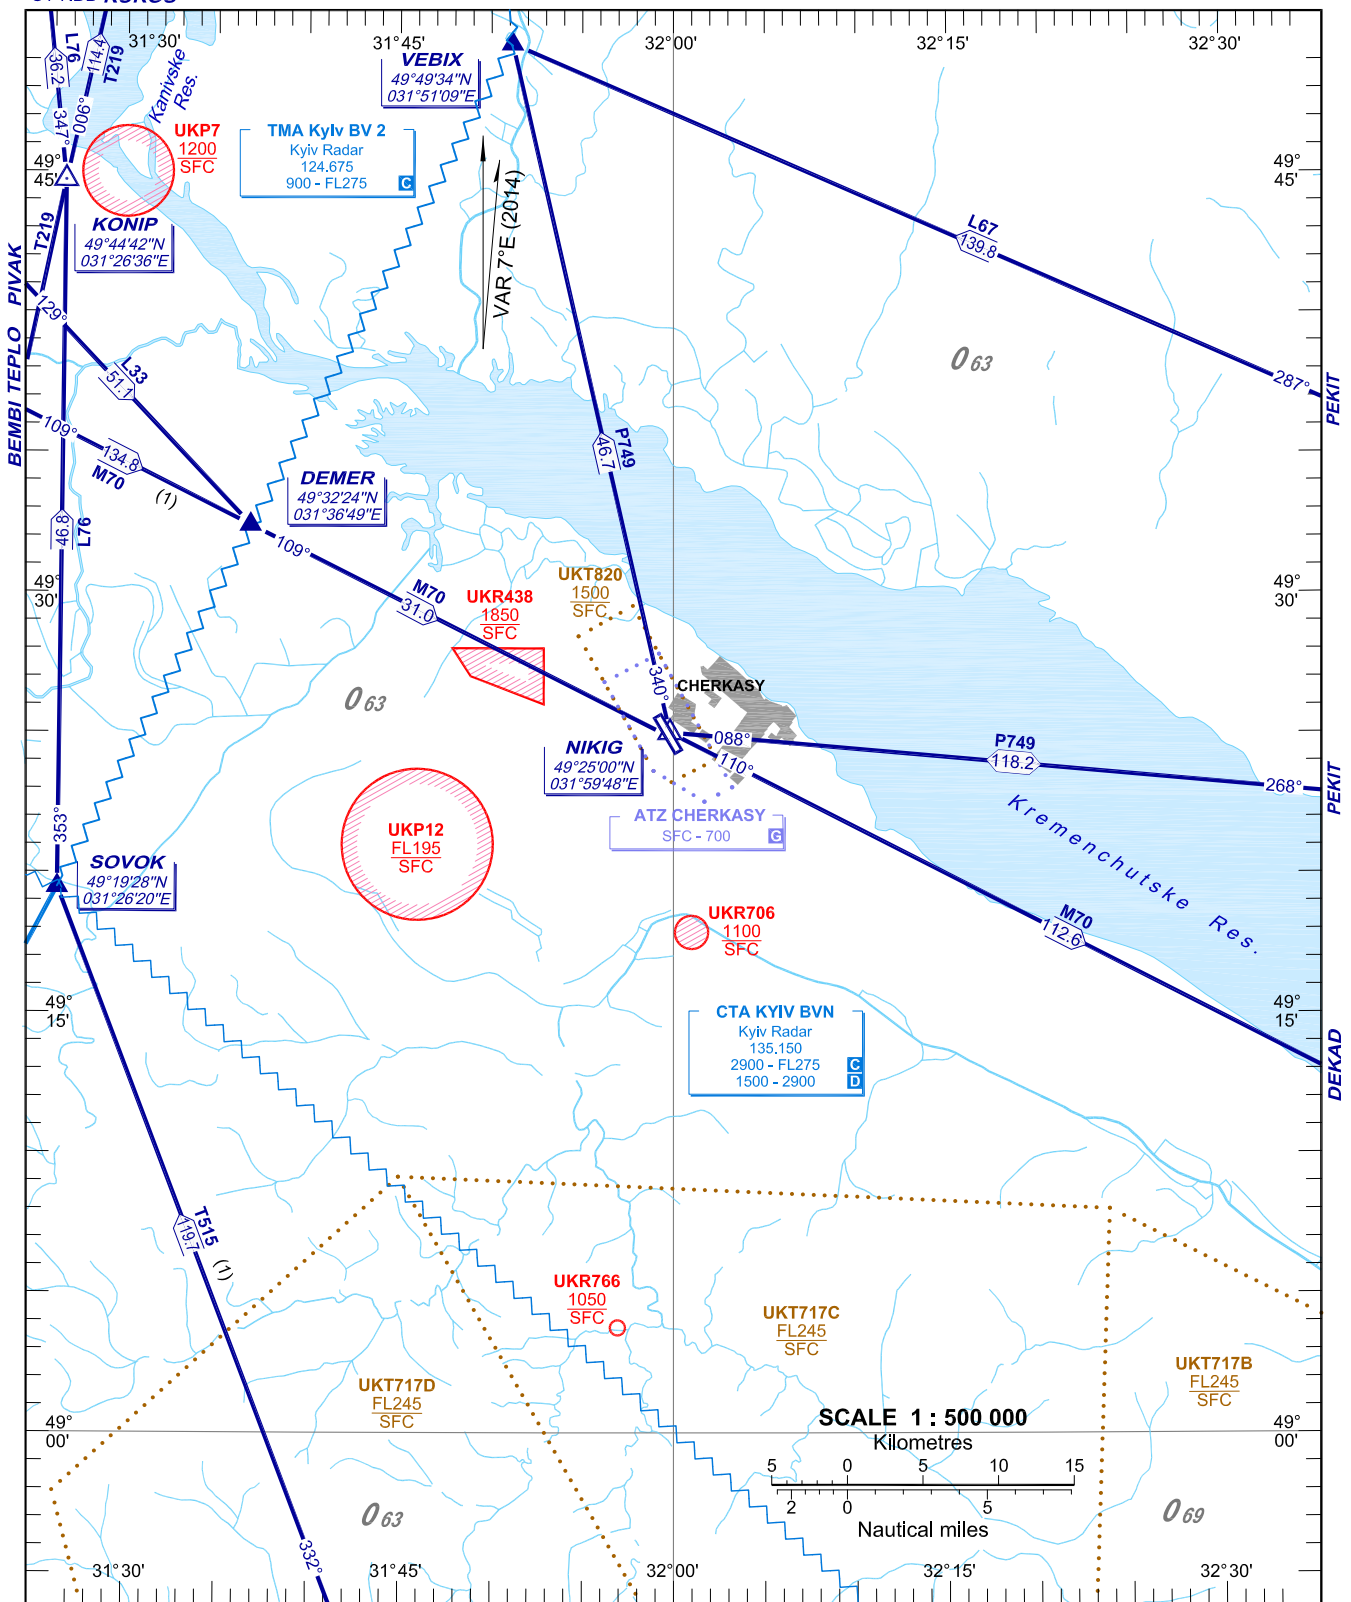 31°30'
31°45'
32°00'
32°15'
32°30'
L76
36.2
347°
T219
114.4
006°
Kanivske
Res.
VEBIX
49°49'34"N
031°51'09"E
UKP7
1200
SFC
TMA Kyiv BV 2
Kyiv Radar
124.675
900 - FL275
C
49°
45'
49°
45'
KONIP
49°44'42"N
031°26'36"E
T219
VAR 7°E (2014)
L67
139.8
287°
PEKIT
BEMBI TEPLO PIVAK
129°
L33
51.1
109°
134.8
M70
(1)
O 63
P749
46.7
340°
DEMER
49°32'24"N
031°36'49"E
109°
46.8
L76
353°
M70
31.0
49°
30'
49°
30'
UKR438
1850
SFC
UKT820
1500
SFC
O 63
CHERKASY
NIKIG
49°25'00"N
031°59'48"E
088°
110°
P749
118.2
268°
PEKIT
ATZ CHERKASY
SFC - 700
G
Kremenchutske Res.
UKP12
FL195
SFC
SOVOK
49°19'28"N
031°26'20"E
M70
112.6
DEKAD
UKR706
1100
SFC
49°
15'
49°
15'
CTA KYIV BVN
Kyiv Radar
135.150
2900 - FL275
C
1500 - 2900
D
T515
119.7
(1)
332°
UKR766
1050
SFC
UKT717C
FL245
SFC
UKT717D
FL245
SFC
UKT717B
FL245
SFC
49°
00'
49°
00'
SCALE 1 : 500 000
Kilometres
5 0 5 10 15
2 0 5
Nautical miles
O 63
O 69
31°30'
31°45'
32°00'
32°15'
32°30'